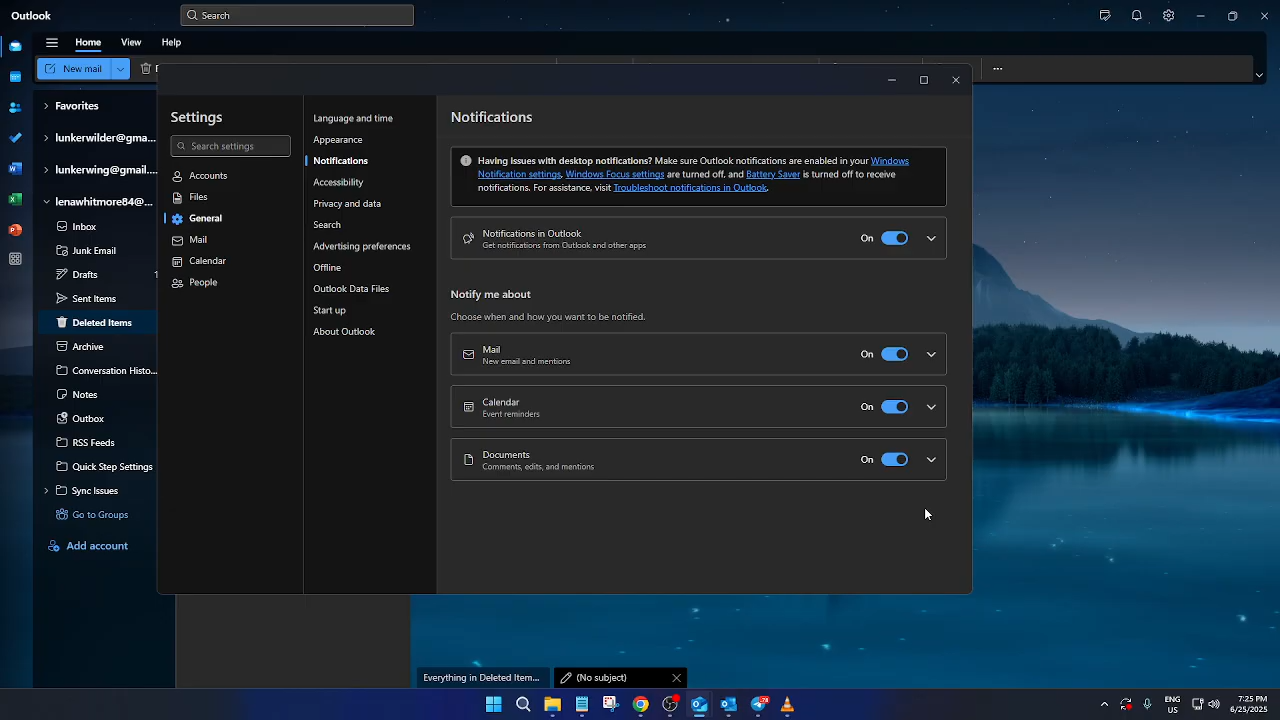 Outlook
Search
Home
View
Help
New mail
Favorites
lunkerwilder@gma...
lunkerwing@gmail....
lenawhitmore84@...
Inbox
Junk Email
Drafts
1
Sent Items
Deleted Items
Archive
Conversation Histo...
Notes
Outbox
RSS Feeds
Quick Step Settings
Sync Issues
Go to Groups
Add account
Settings
Search settings
Accounts
Files
General
Mail
Calendar
People
Language and time
Appearance
Notifications
Accessibility
Privacy and data
Search
Advertising preferences
Offline
Outlook Data Files
Start up
About Outlook
Notifications
Having issues with desktop notifications? Make sure Outlook notifications are enabled in your Windows
Notification settings, Windows Focus settings are turned off, and Battery Saver is turned off to receive
notifications. For assistance, visit Troubleshoot notifications in Outlook.
Notifications in Outlook
Get notifications from Outlook and other apps
On
Notify me about
Choose when and how you want to be notified.
Mail
New email and mentions
On
Calendar
Event reminders
On
Documents
Comments, edits, and mentions
On
Everything in Deleted Item...
(No subject)
ENG
US
7:25 PM
6/25/2025